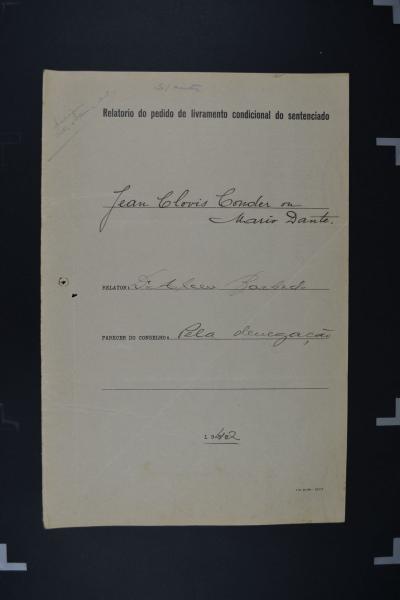 Relatorio do pedido de livramento condicional do sentenciado
Jean Clovis Conder ou
Mario Dante.
RELATOR: Dr.
PARECER DO CONSELHO: Pela denegação
1942